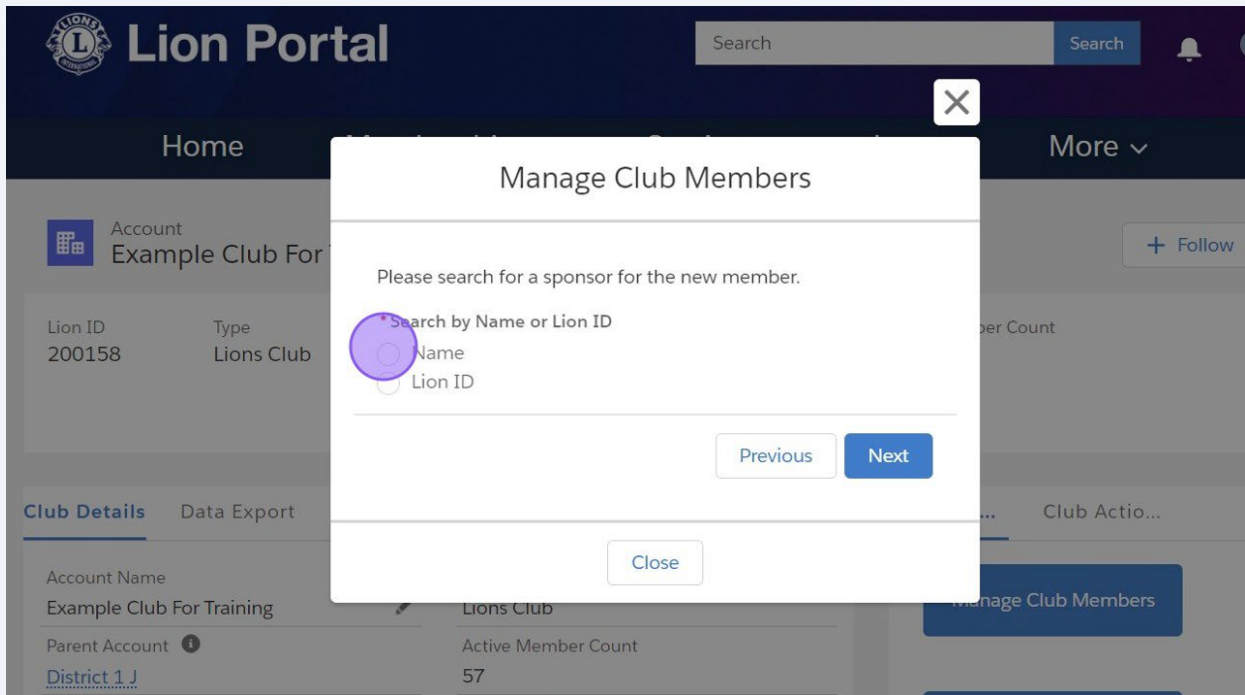 LIONS
L
INTERNATIONAL
Lion Portal
Search
Search
Home
More
Manage Club Members
Account
Example Club For
+ Follow
Please search for a sponsor for the new member.
*Search by Name or Lion ID
Name
Lion ID
Lion ID
Type
200158
Lions Club
Count
Previous
Next
Club Details
Data Export
...
Club Actio...
Close
Account Name
Example Club For Training
Lions Club
Manage Club Members
Parent Account
Active Member Count
District 1 J
57